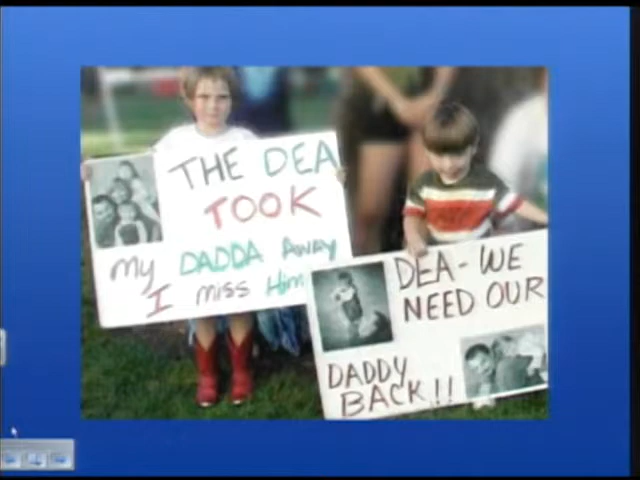 THE DEA
TOOK
my DADDA AWAY
I miss Him
DEA - WE
NEED OUR
DADDY
BACK!!